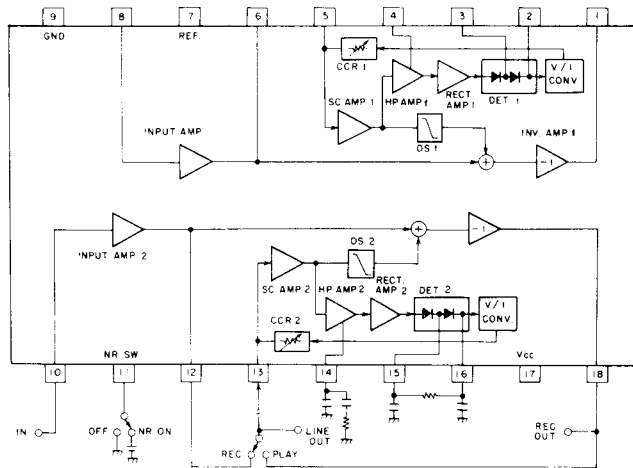 9 8 7 6 5 4 3 2 1
GND REF.
CCR 1
V/I
CONV
HP AMP 1
RECT
AMP 1
DET 1
SC AMP 1
INPUT AMP
OS 1
INV. AMP 1
+
-1
INPUT AMP 2
OS 2
+
-1
SC AMP 2
HP AMP 2
RECT.
AMP 2
DET 2
V/I
CONV.
CCR 2
NR SW Vcc
10 11 12 13 14 15 16 17 18
IN
OFF NR ON
REC PLAY
LINE
OUT
REC
OUT